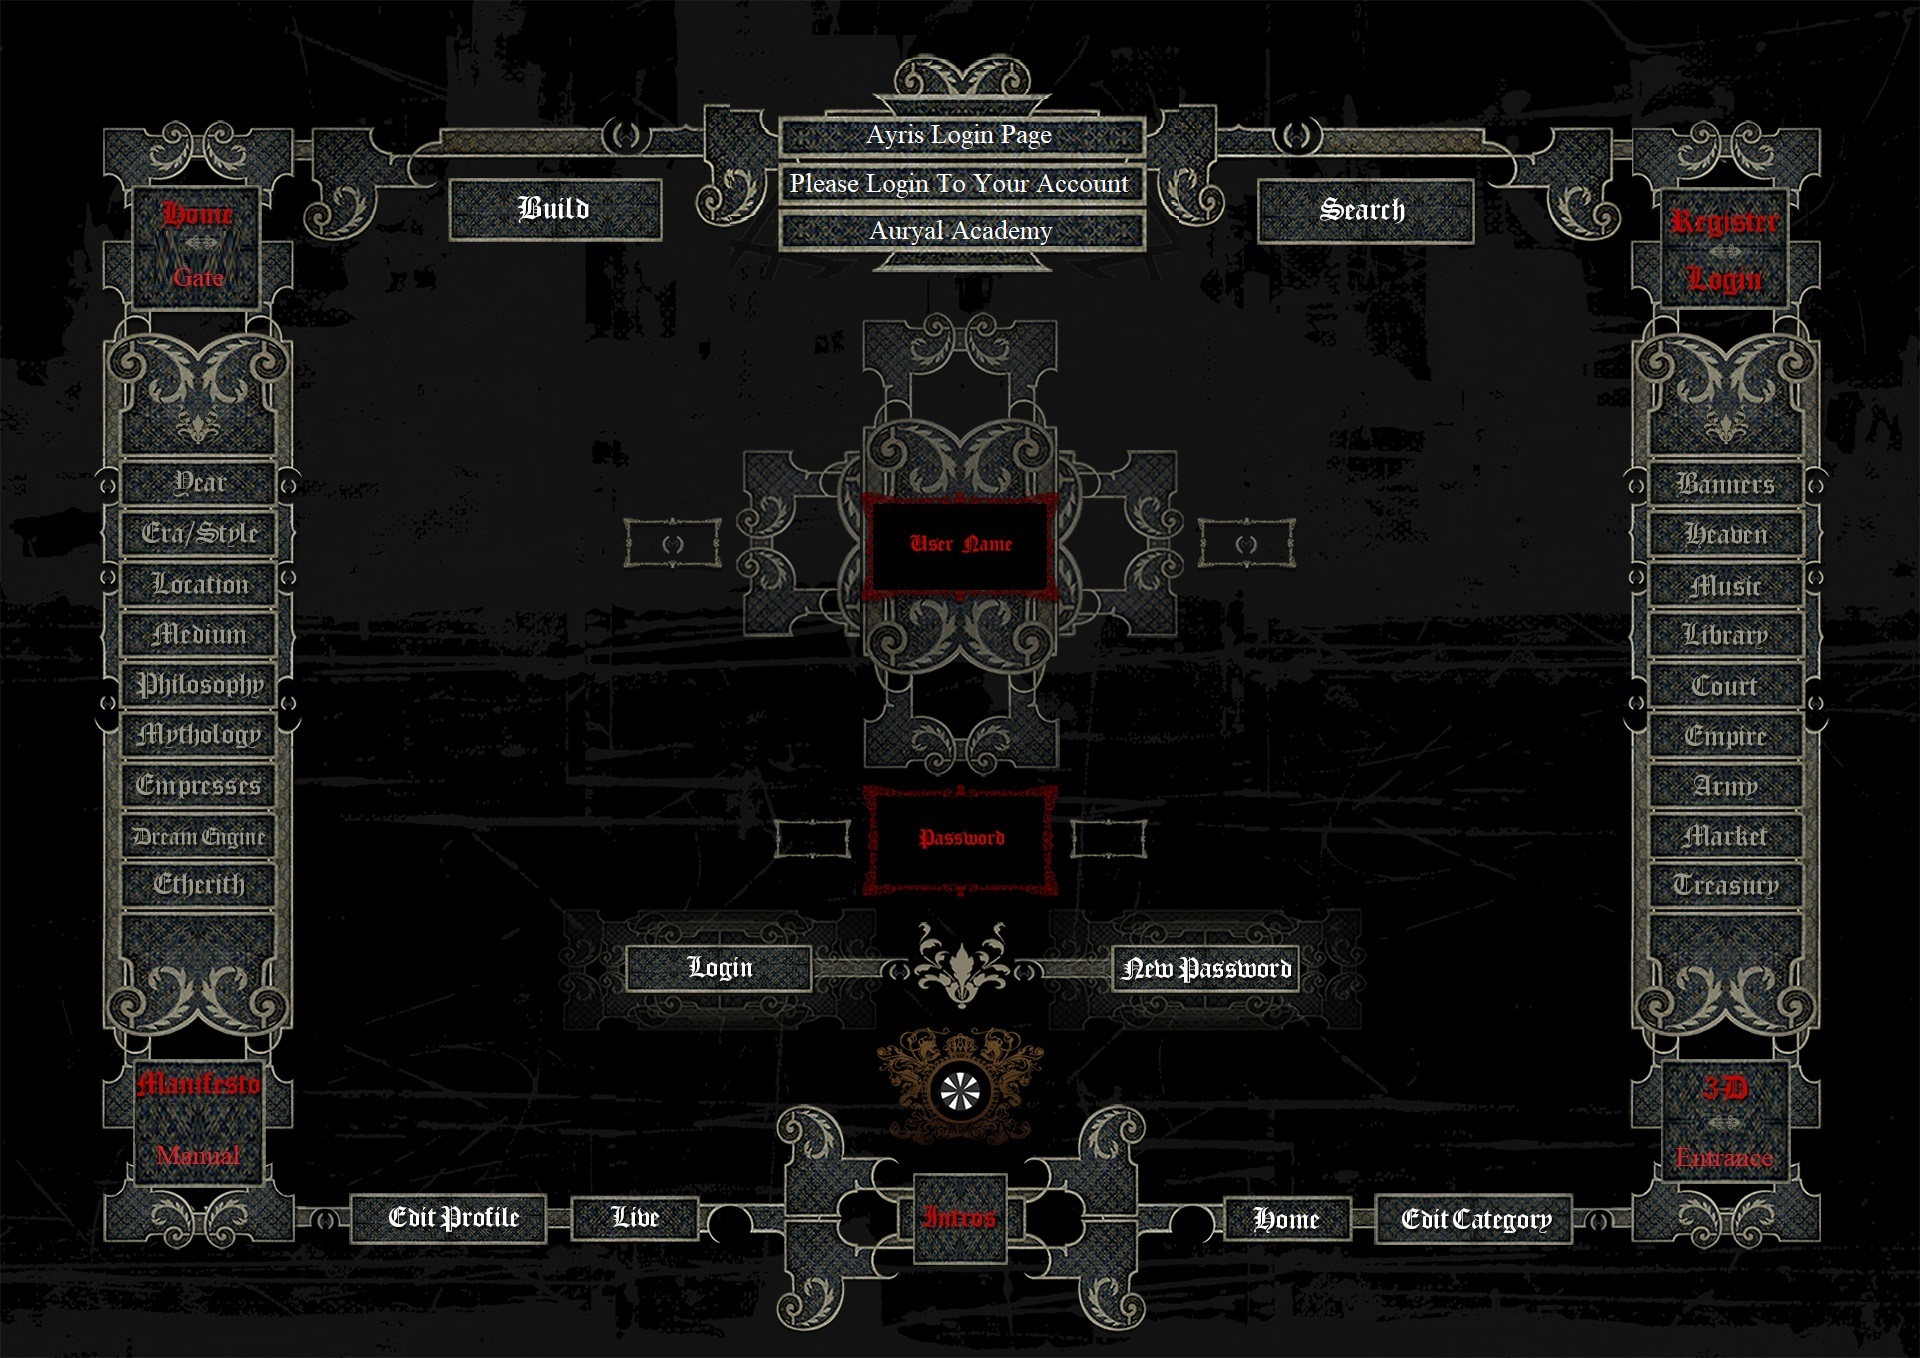 Ayris Login Page
Please Login To Your Account
Auryal Academy
Build
Search
Home
Gate
Register
Login
Year
Era/Style
Location
Medium
Philosophy
Mythology
Empresses
Dream Engine
Etherith
Banners
Heaven
Music
Library
Court
Empire
Army
Market
Treasury
User Name
Password
Login
New Password
Manifesto
Manual
3D
Entrance
Edit Profile
Live
Intros
Home
Edit Category